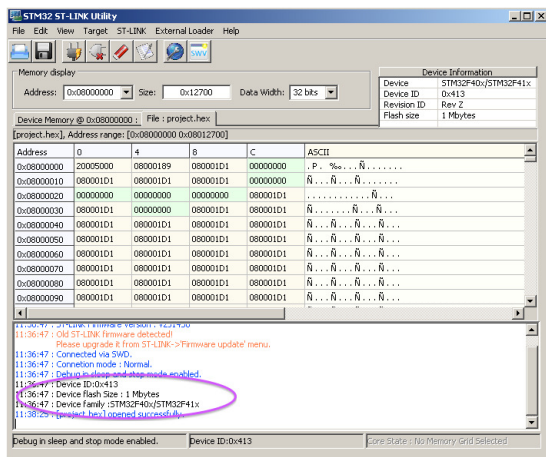 STM32 ST-LINK Utility
File Edit View Target ST-LINK External Loader Help
Memory display
Address: 0x08000000 Size: 0x12700 Data Width: 32 bits
Device Information
Device STM32F40x/STM32F41x
Device ID 0x413
Revision ID Rev Z
Flash size 1 Mbytes
Device Memory @ 0x08000000 : File : project.hex
[project.hex], Address range: [0x08000000 0x08012700]
Address 0 4 8 C ASCII
0x08000000 20005000 08000189 080001D1 00000000 .P. ‰...Ñ.......
0x08000010 080001D1 080001D1 080001D1 00000000 Ñ...Ñ...Ñ.......
0x08000020 00000000 00000000 00000000 080001D1 ............Ñ...
0x08000030 080001D1 00000000 080001D1 080001D1 Ñ.......Ñ...Ñ...
0x08000040 080001D1 080001D1 080001D1 080001D1 Ñ...Ñ...Ñ...Ñ...
0x08000050 080001D1 080001D1 080001D1 080001D1 Ñ...Ñ...Ñ...Ñ...
0x08000060 080001D1 080001D1 080001D1 080001D1 Ñ...Ñ...Ñ...Ñ...
0x08000070 080001D1 080001D1 080001D1 080001D1 Ñ...Ñ...Ñ...Ñ...
0x08000080 080001D1 080001D1 080001D1 080001D1 Ñ...Ñ...Ñ...Ñ...
0x08000090 080001D1 080001D1 080001D1 080001D1 Ñ...Ñ...Ñ...Ñ...
11:36:47 : ST-LINK Firmware version :
11:36:47 : Old ST-LINK firmware detected!
Please upgrade it from ST-LINK->'Firmware update' menu.
11:36:47 : Connected via SWD.
11:36:47 : Connetion mode : Normal.
11:36:47 : Debug in sleep and stop mode enabled.
11:36:47 : Device ID:0x413
11:36:47 : Device flash Size : 1 Mbytes
11:36:47 : Device family :STM32F40x/STM32F41x
11:38:25 : [project.hex] opened successfully.
Debug in sleep and stop mode enabled. Device ID:0x413 Core State : No Memory Grid Selected